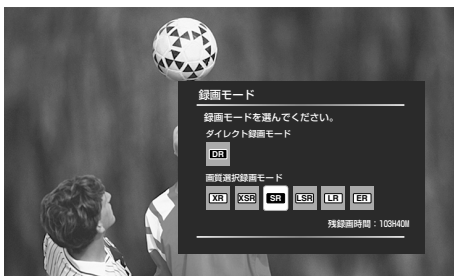 録画モード
録画モードを選んでください。
ダイレクト録画モード
DR
画質選択録画モード
XR XSR SR LSR LR ER
残録画時間：103H40M